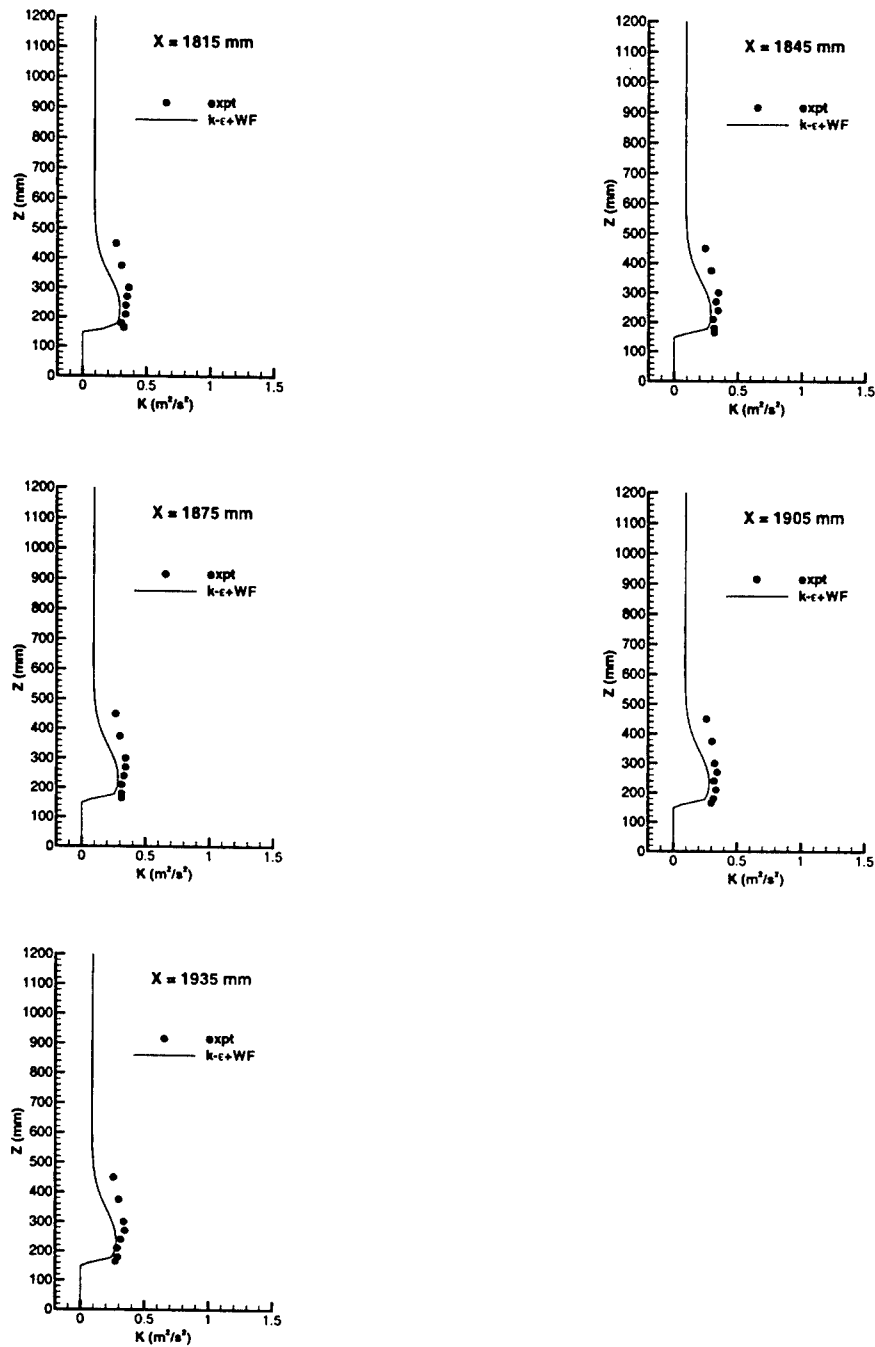 X = 1815 mm
expt
k-ε+WF
Z (mm)
1200
1100
1000
900
800
700
600
500
400
300
200
100
0
0 0.5 1 1.5
K (m²/s²)
X = 1845 mm
expt
k-ε+WF
Z (mm)
1200
1100
1000
900
800
700
600
500
400
300
200
100
0
0 0.5 1 1.5
K (m²/s²)
X = 1875 mm
expt
k-ε+WF
Z (mm)
1200
1100
1000
900
800
700
600
500
400
300
200
100
0
0 0.5 1 1.5
K (m²/s²)
X = 1905 mm
expt
k-ε+WF
Z (mm)
1200
1100
1000
900
800
700
600
500
400
300
200
100
0
0 0.5 1 1.5
K (m²/s²)
X = 1935 mm
expt
k-ε+WF
Z (mm)
1200
1100
1000
900
800
700
600
500
400
300
200
100
0
0 0.5 1 1.5
K (m²/s²)